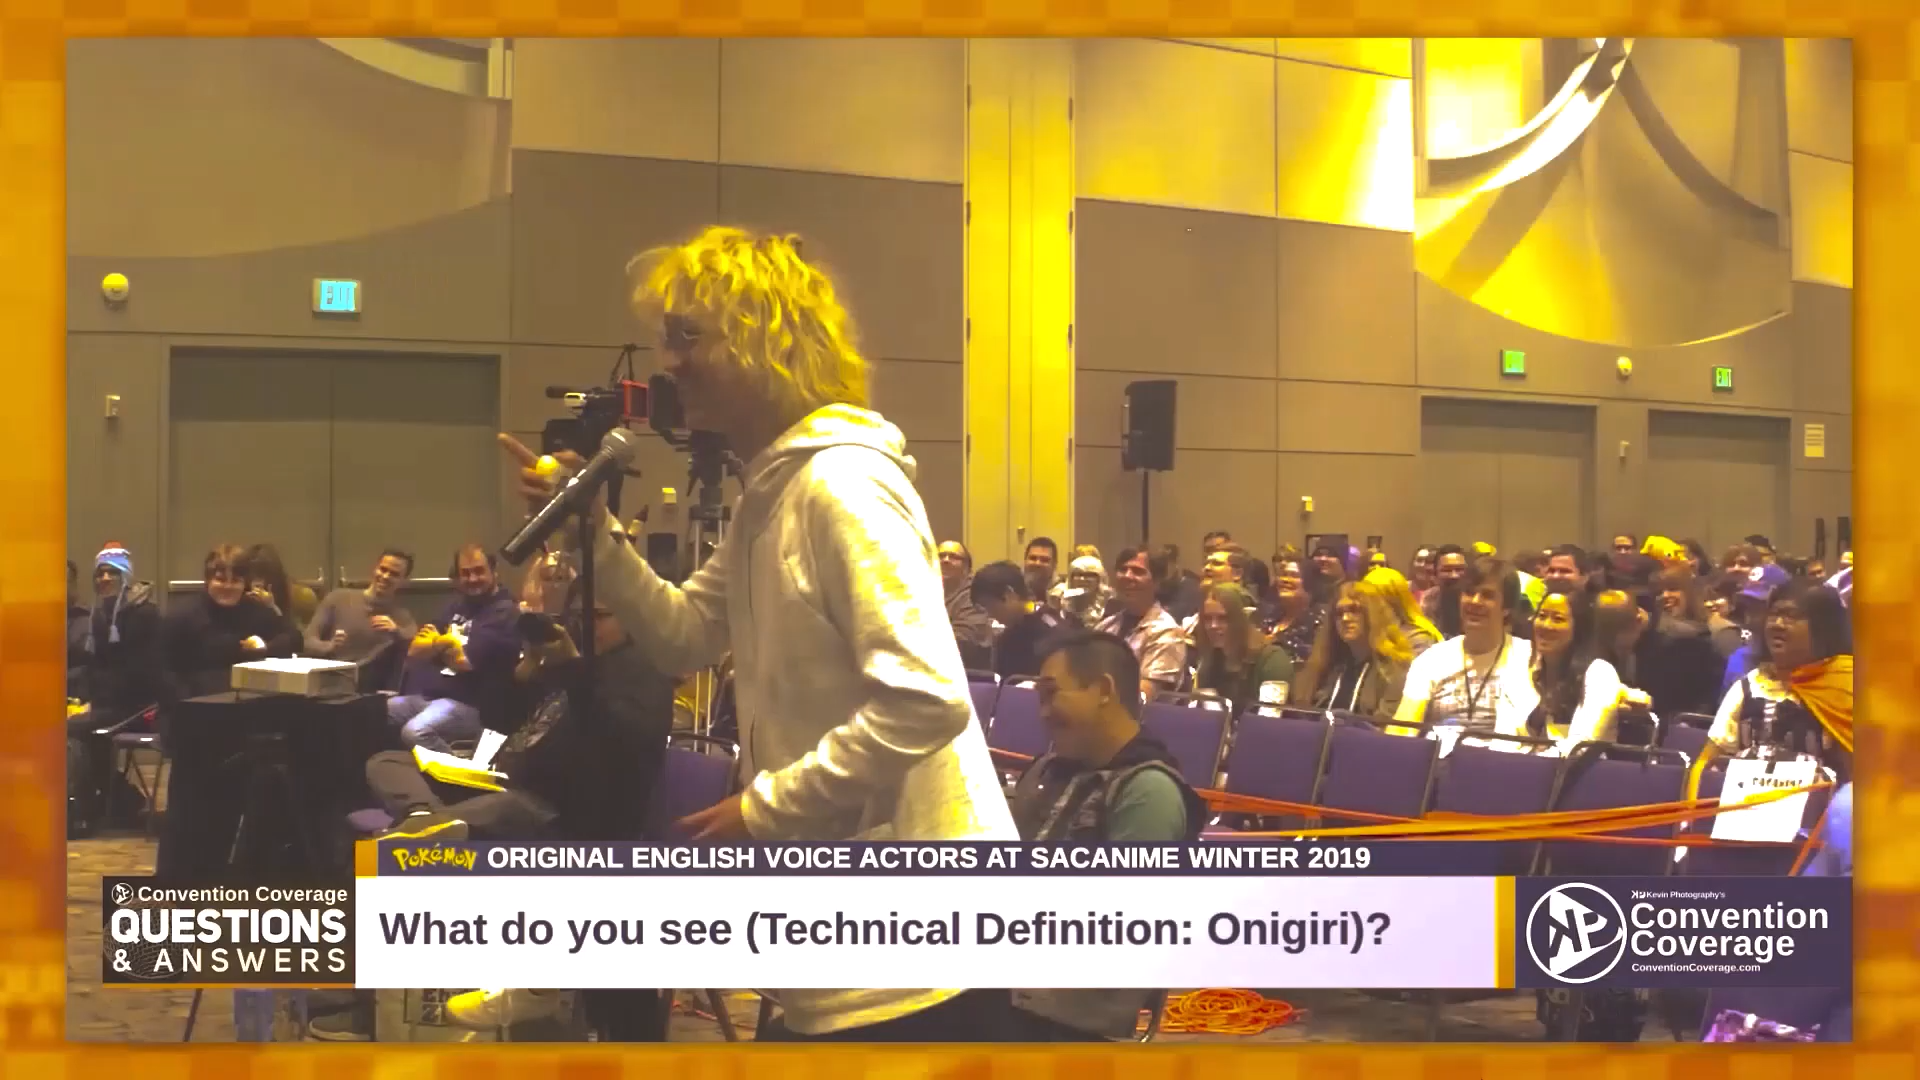 EXIT
EXIT
POKéMON ORIGINAL ENGLISH VOICE ACTORS AT SACANIME WINTER 2019
Convention Coverage
QUESTIONS
& ANSWERS
What do you see (Technical Definition: Onigiri)?
KP Kevin Photography's
Convention
Coverage
ConventionCoverage.com